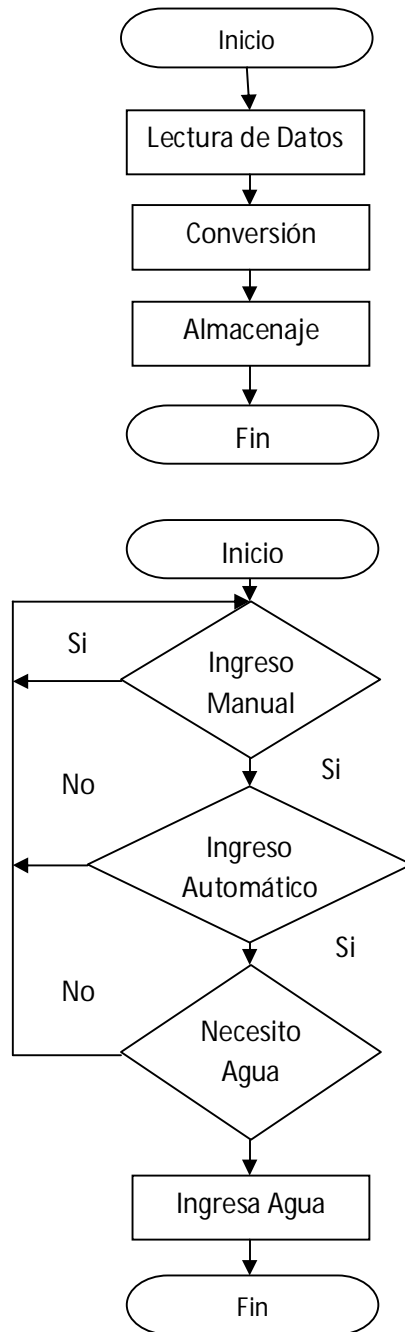 Inicio
Lectura de Datos
Conversión
Almacenaje
Fin
Inicio
Si
Ingreso
Manual
Si
No
Ingreso
Automático
Si
No
Necesito
Agua
Ingresa Agua
Fin